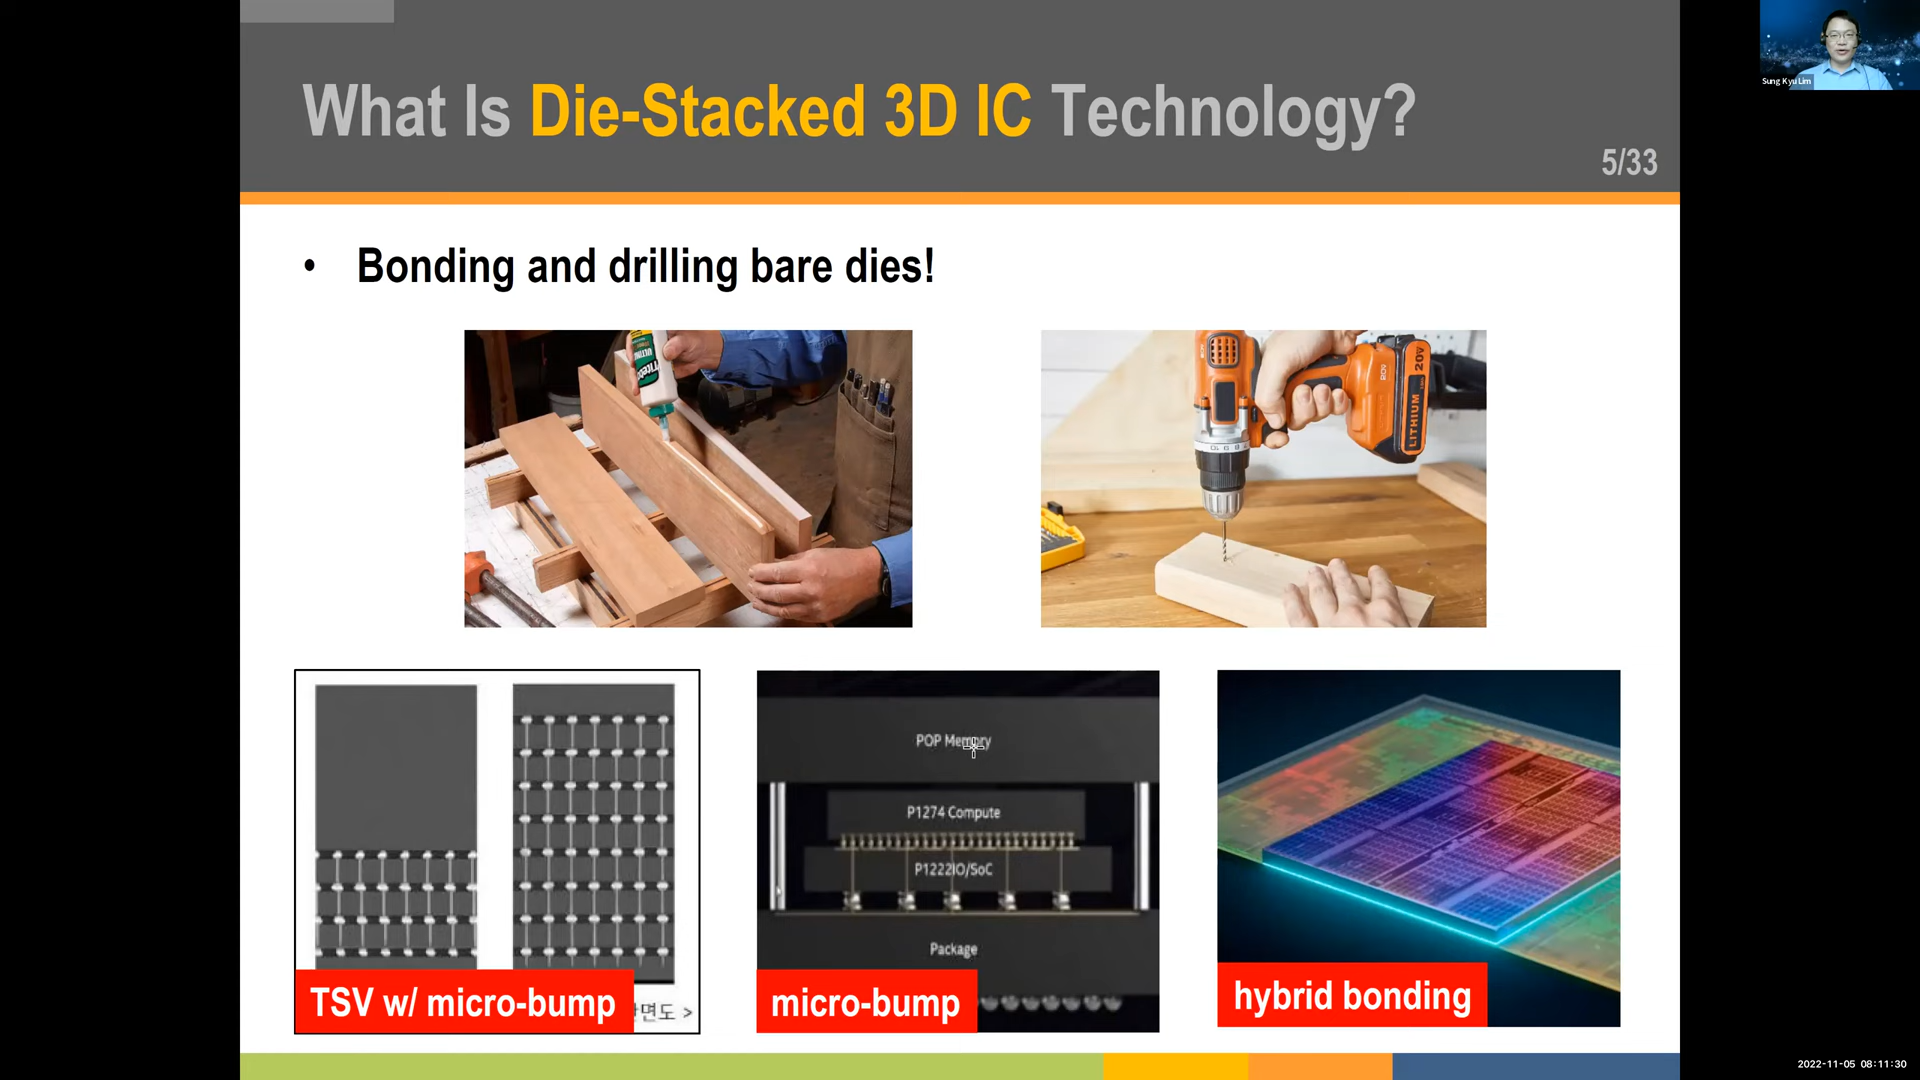 What Is Die-Stacked 3D IC Technology?
5/33
Sung Kyu Lim
• Bonding and drilling bare dies!
20V
LITHIUM
POP Memory
P1274 Compute
P1222IO/SoC
Package
TSV w/ micro-bump
면도 >
micro-bump
hybrid bonding
2022-11-05 08:11:30